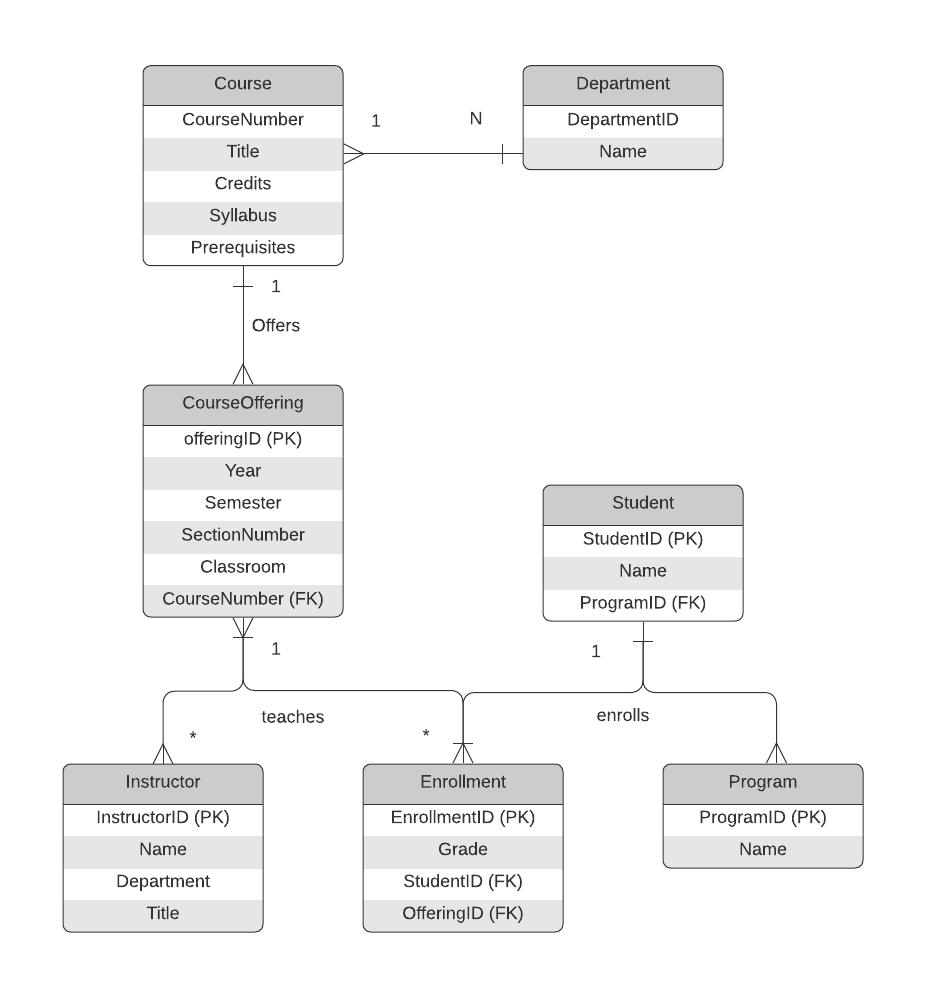 Course
CourseNumber
Title
Credits
Syllabus
Prerequisites
1
N
Department
DepartmentID
Name
1
Offers
CourseOffering
offeringID (PK)
Year
Semester
SectionNumber
Classroom
CourseNumber (FK)
Student
StudentID (PK)
Name
ProgramID (FK)
1
1
teaches
enrolls
*
*
Instructor
InstructorID (PK)
Name
Department
Title
Enrollment
EnrollmentID (PK)
Grade
StudentID (FK)
OfferingID (FK)
Program
ProgramID (PK)
Name